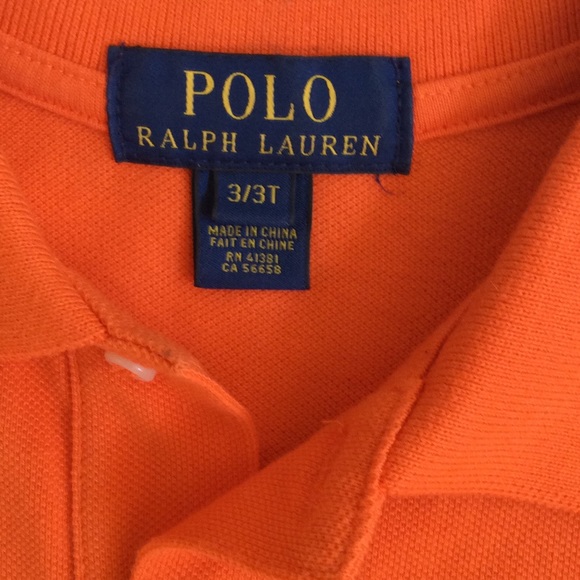 POLO
RALPH LAUREN
3/3T
MADE IN CHINA
FAIT EN CHINE
RN 41381
CA 56658